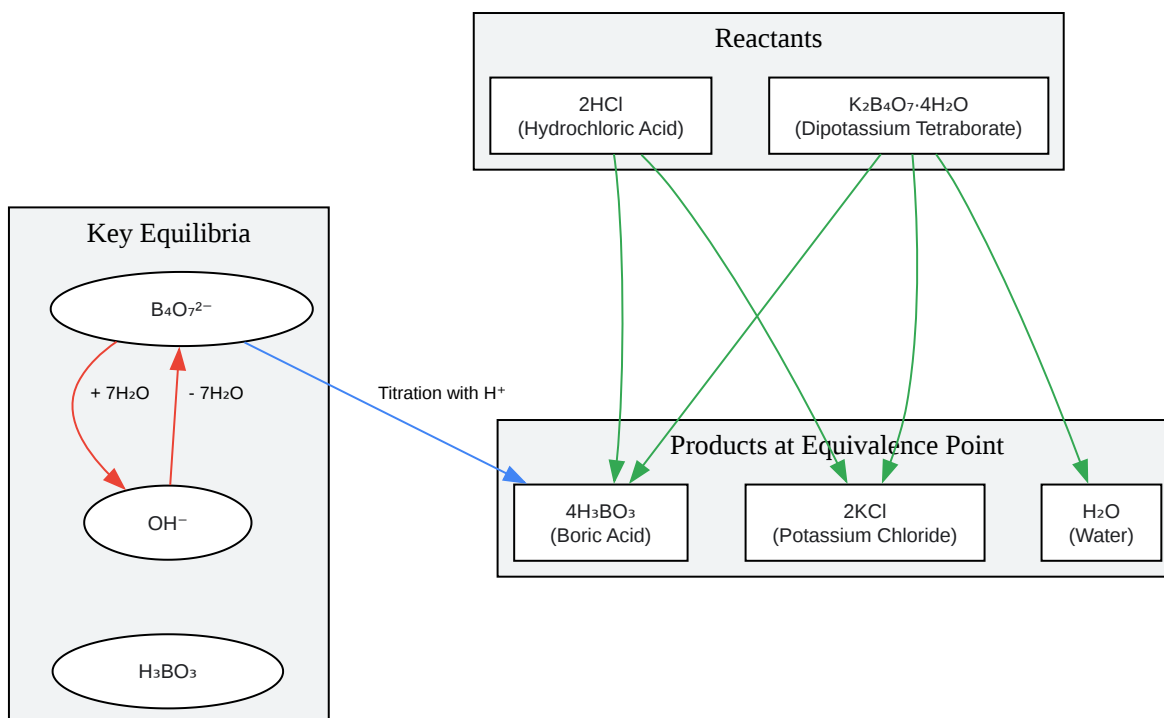 Reactants
2HCl
(Hydrochloric Acid)
K₂B₄O₇·4H₂O
(Dipotassium Tetraborate)
Key Equilibria
B₄O₇²⁻
+ 7H₂O
- 7H₂O
OH⁻
H₃BO₃
Titration with H⁺
Products at Equivalence Point
4H₃BO₃
(Boric Acid)
2KCl
(Potassium Chloride)
H₂O
(Water)